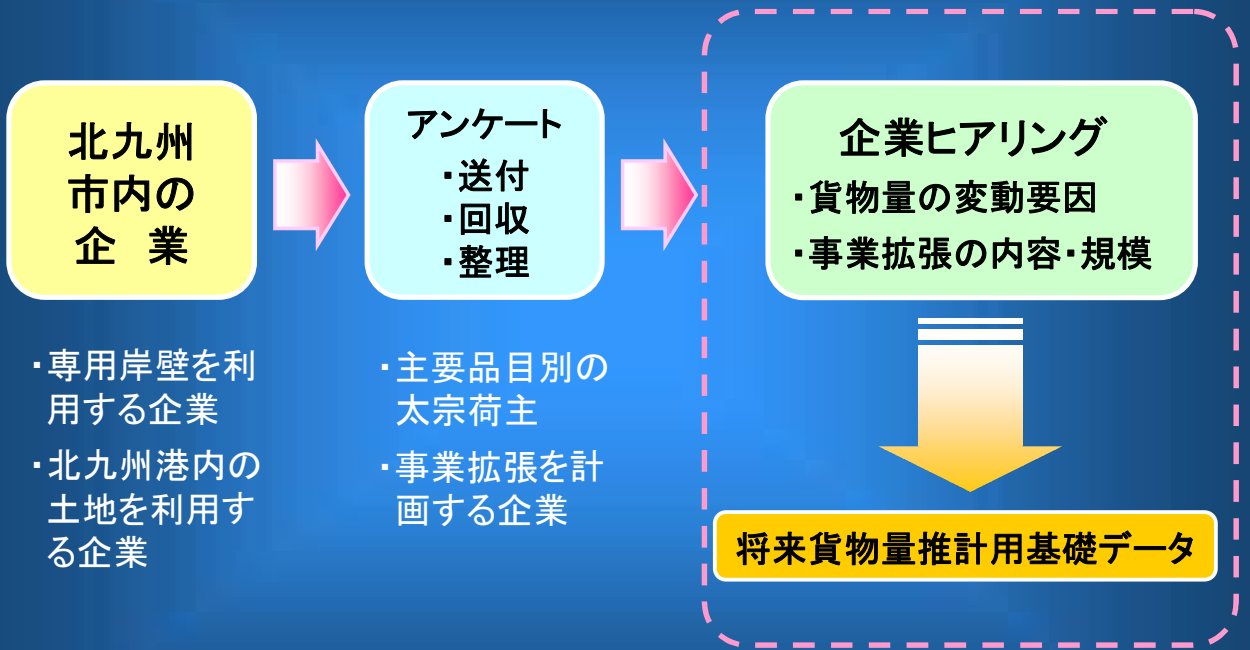 北九州
市内の
企　業
アンケート
・送付
・回収
・整理
企業ヒアリング
・貨物量の変動要因
・事業拡張の内容・規模
・専用岸壁を利
用する企業
・北九州港内の
土地を利用す
る企業
・主要品目別の
太宗荷主
・事業拡張を計
画する企業
将来貨物量推計用基礎データ